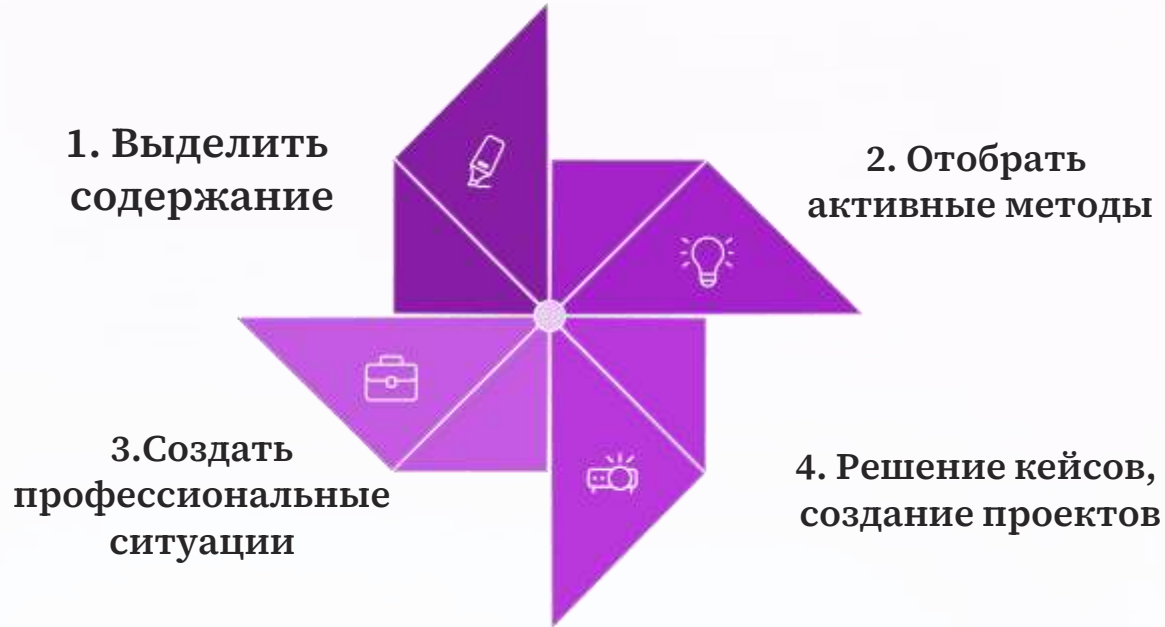 1. Выделить
содержание
2. Отобрать
активные методы
3.Создать
профессиональные
ситуации
4. Решение кейсов,
создание проектов